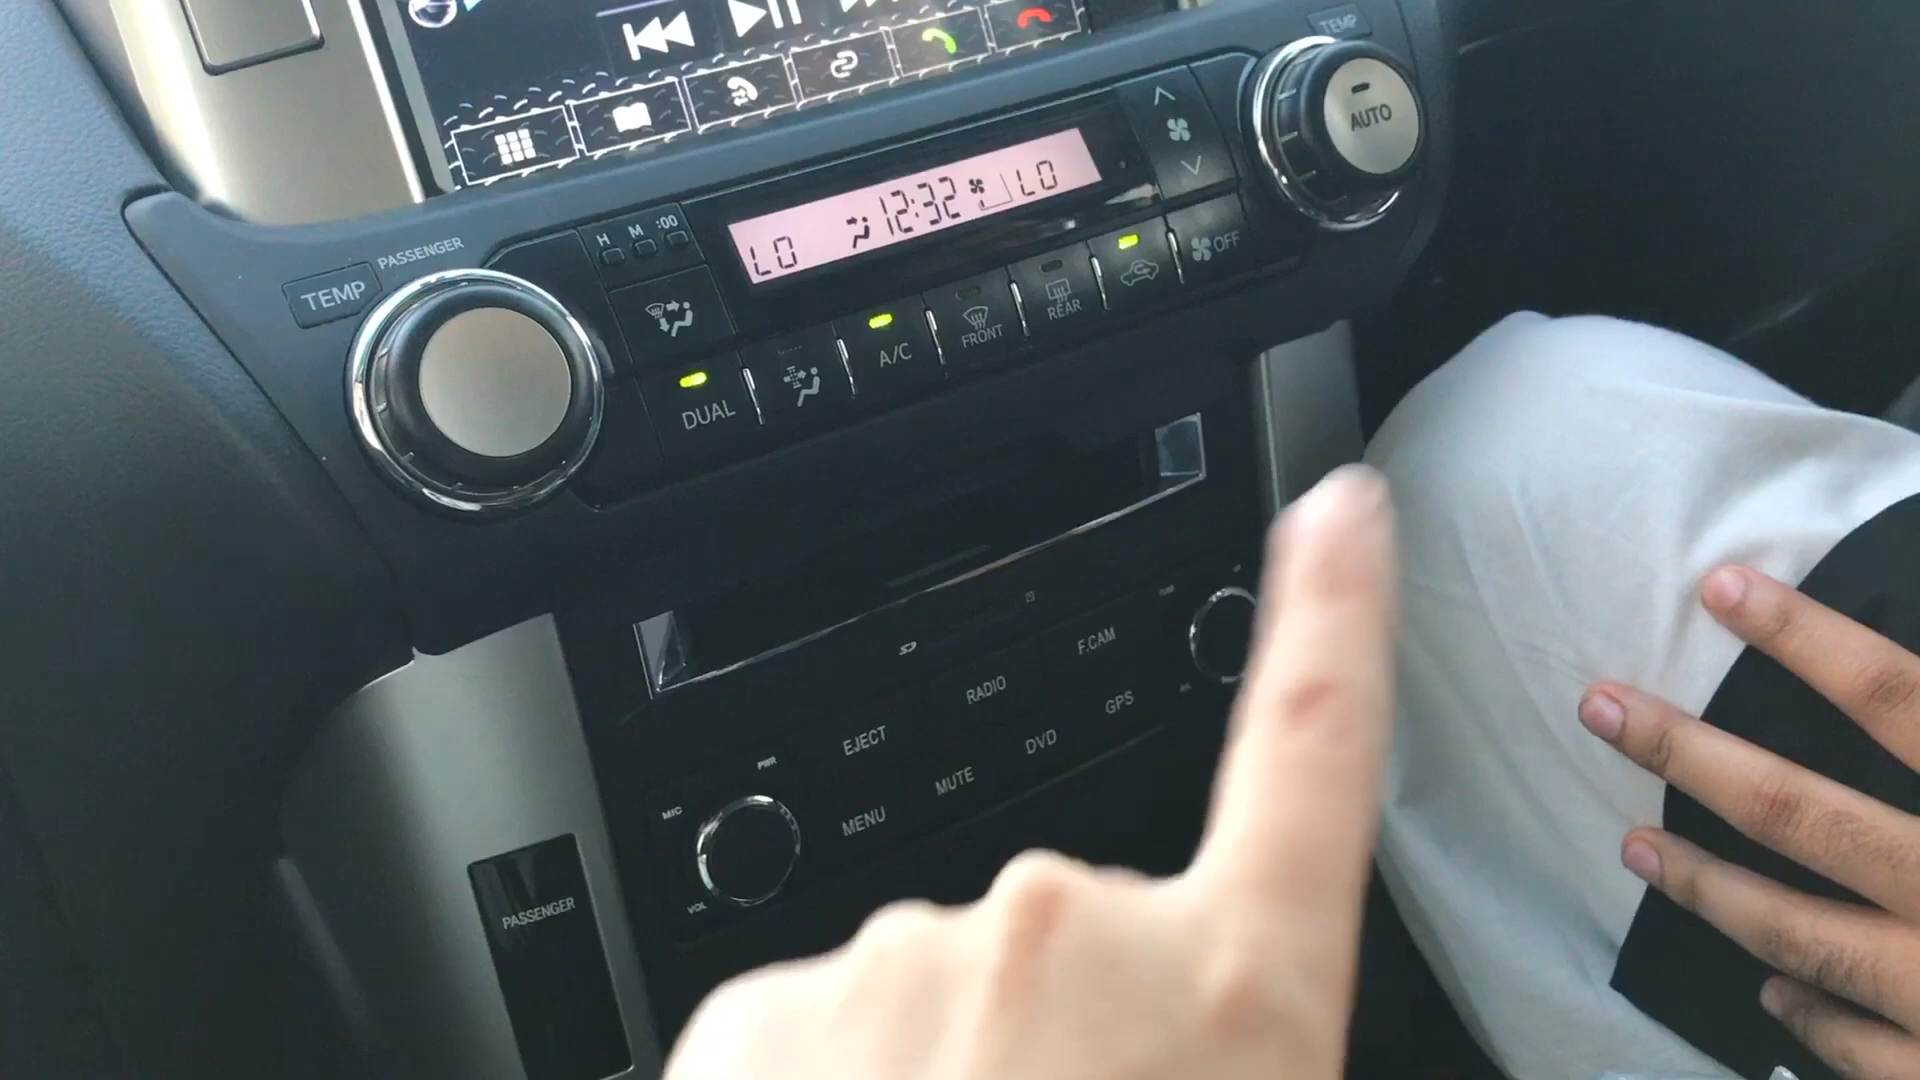 TEMP
AUTO
PASSENGER
TEMP
H M :00
LO 12:32 LO
OFF
REAR
FRONT
A/C
DUAL
F.CAM
RADIO
EJECT
GPS
DVD
MUTE
MENU
PWR
MIC
VOL
PASSENGER